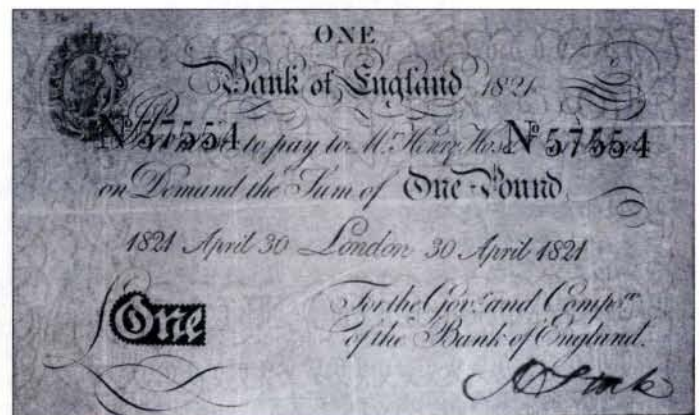 ONE
Bank of England 1821
Nº 57554 to pay to Mr. Henry Hase Nº 57554
on Demand the Sum of One Pound
1821 April 30 London 30 April 1821
One
For the Govr. and Compa.
of the Bank of England.